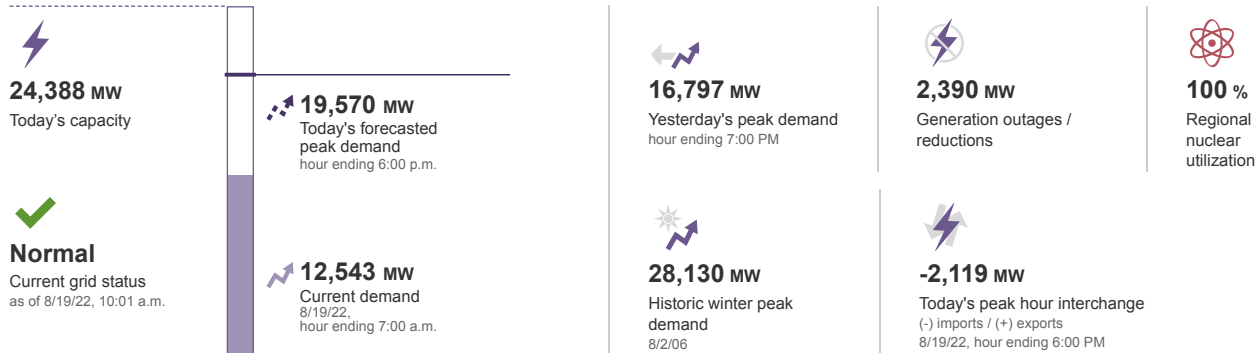 24,388 MW
Today's capacity
Normal
Current grid status
as of 8/19/22, 10:01 a.m.
19,570 MW
Today's forecasted
peak demand
hour ending 6:00 p.m.
12,543 MW
Current demand
8/19/22,
hour ending 7:00 a.m.
16,797 MW
Yesterday's peak demand
hour ending 7:00 PM
2,390 MW
Generation outages /
reductions
100 %
Regional
nuclear
utilization
28,130 MW
Historic winter peak
demand
8/2/06
-2,119 MW
Today's peak hour interchange
(-) imports / (+) exports
8/19/22, hour ending 6:00 PM